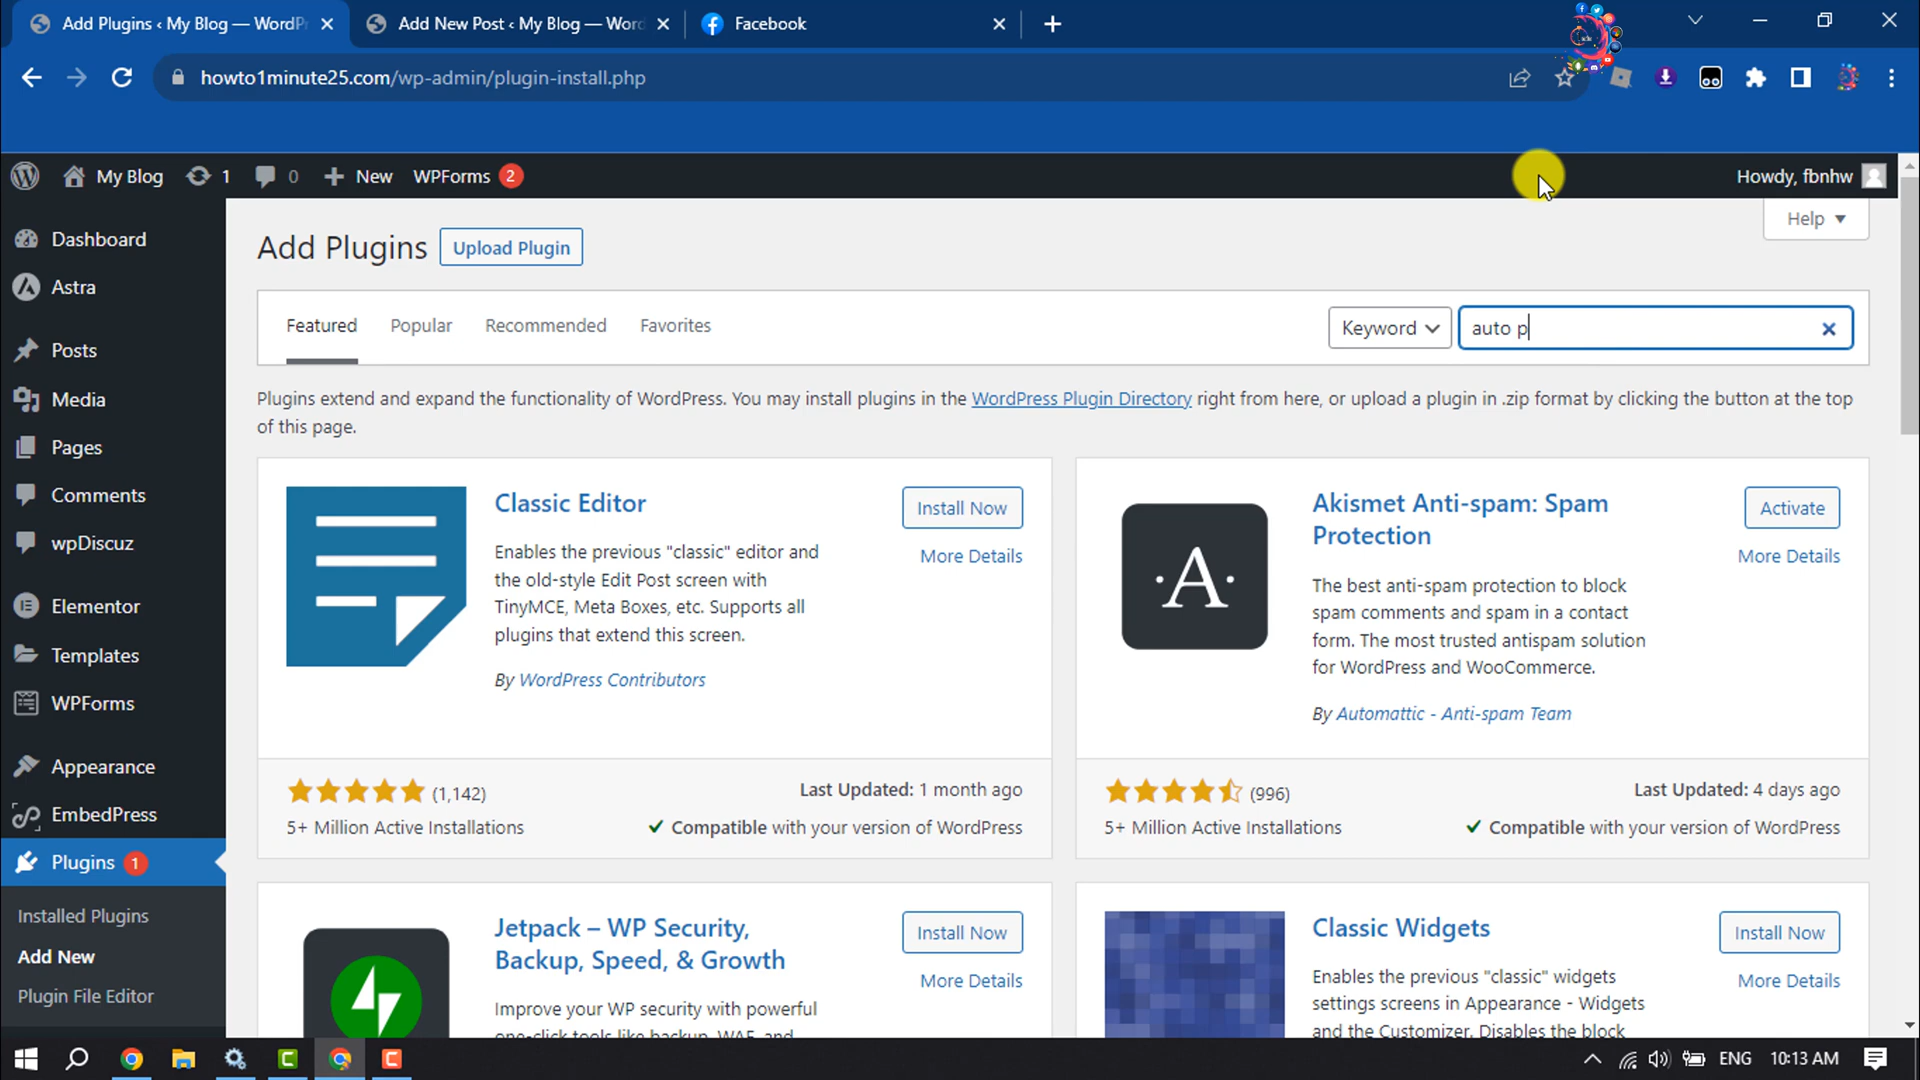 Add Plugins ‹ My Blog — WordPr
Add New Post ‹ My Blog — Word
Facebook
howto1minute25.com/wp-admin/plugin-install.php
My Blog
1
0
New
WPForms 2
Howdy, fbnhw
Dashboard
Astra
Posts
Media
Pages
Comments
wpDiscuz
Elementor
Templates
WPForms
Appearance
EmbedPress
Plugins 1
Installed Plugins
Add New
Plugin File Editor
Help
Add Plugins
Upload Plugin
Featured
Popular
Recommended
Favorites
Keyword
auto p
Plugins extend and expand the functionality of WordPress. You may install plugins in the WordPress Plugin Directory right from here, or upload a plugin in .zip format by clicking the button at the top
of this page.
Classic Editor
Install Now
More Details
Enables the previous "classic" editor and
the old-style Edit Post screen with
TinyMCE, Meta Boxes, etc. Supports all
plugins that extend this screen.
By WordPress Contributors
(1,142)
Last Updated: 1 month ago
5+ Million Active Installations
Compatible with your version of WordPress
·A·
Akismet Anti-spam: Spam
Protection
Activate
More Details
The best anti-spam protection to block
spam comments and spam in a contact
form. The most trusted antispam solution
for WordPress and WooCommerce.
By Automattic - Anti-spam Team
(996)
Last Updated: 4 days ago
5+ Million Active Installations
Compatible with your version of WordPress
Jetpack – WP Security,
Backup, Speed, & Growth
Install Now
More Details
Improve your WP security with powerful
one-click tools like backup, WAF, and
Classic Widgets
Install Now
More Details
Enables the previous "classic" widgets
settings screens in Appearance - Widgets
and the Customizer. Disables the block
ENG
10:13 AM